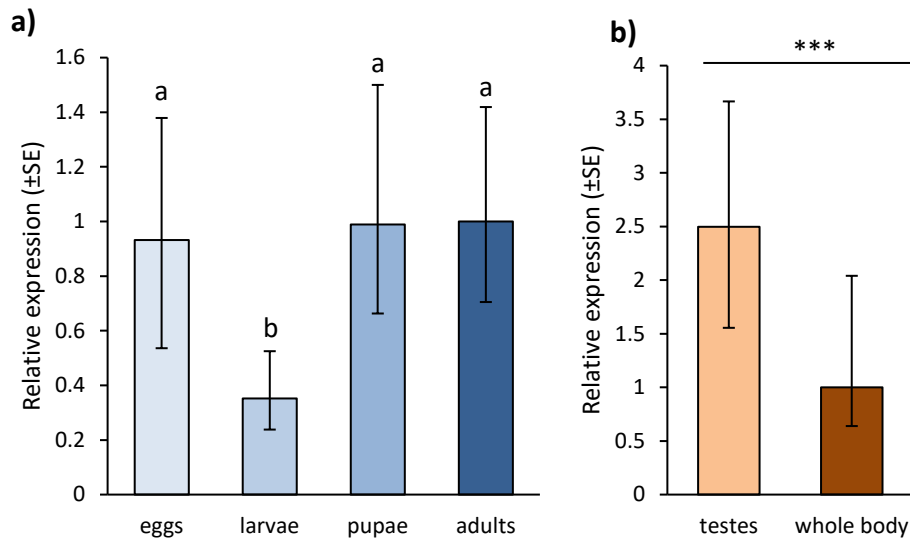 a)
Relative expression (±SE)
1.6
1.4
1.2
1
0.8
0.6
0.4
0.2
0
a
b
a
a
eggs larvae pupae adults
b)
***
Relative expression (±SE)
4
3.5
3
2.5
2
1.5
1
0.5
0
testes whole body